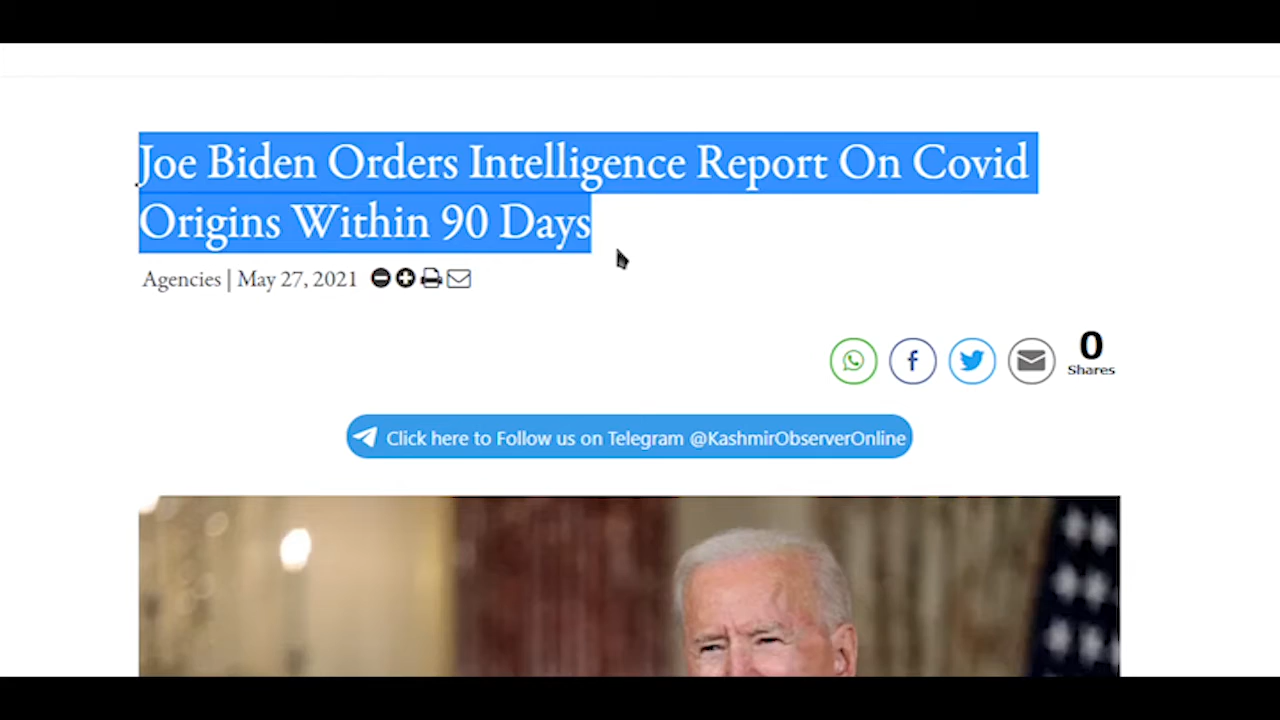 Joe Biden Orders Intelligence Report On Covid
Origins Within 90 Days
Agencies | May 27, 2021
0
Shares
Click here to Follow us on Telegram @KashmirObserverOnline